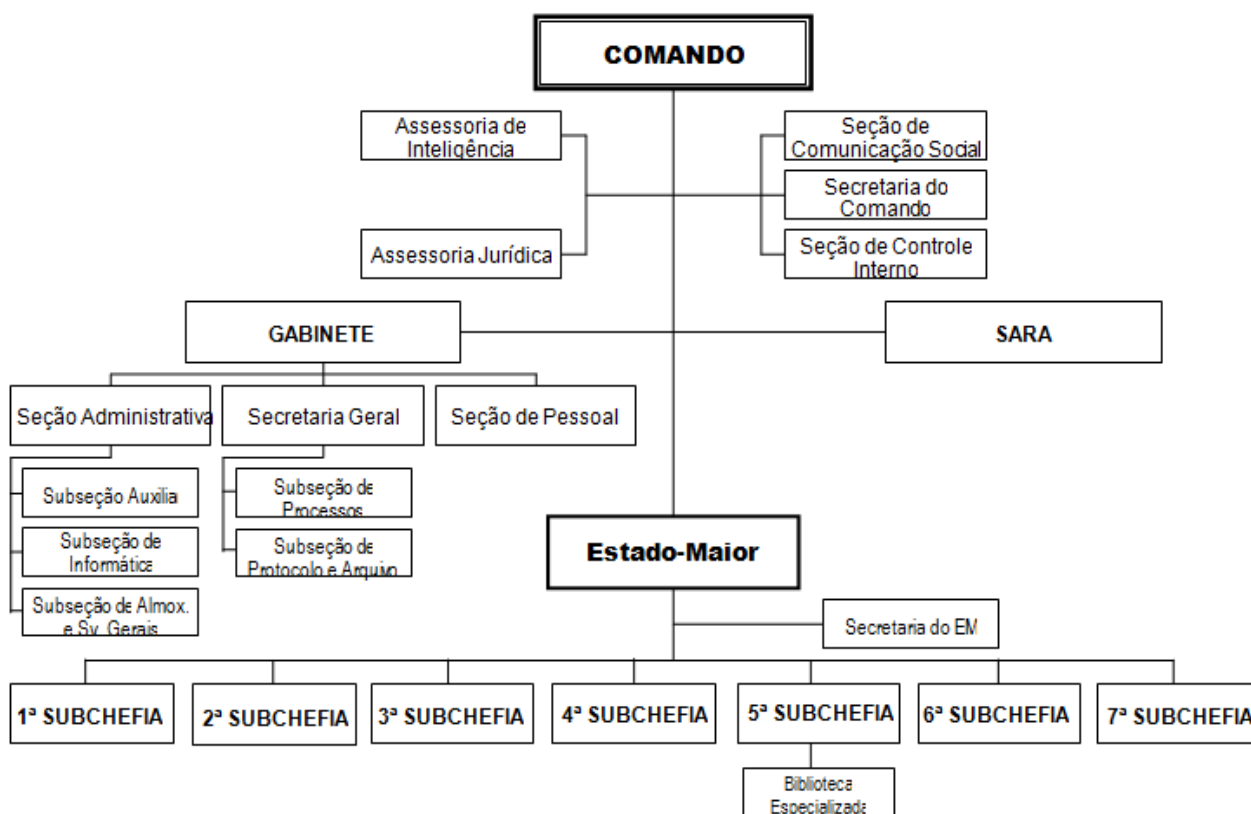 COMANDO
Assessoria de
Inteligência
Seção de
Comunicação Social
Secretaria do
Comando
Assessoria Jurídica
Seção de Controle
Interno
GABINETE
SARA
Seção Administrativa
Secretaria Geral
Seção de Pessoal
Subseção Auxilia
Subseção de
Informática
Subseção de Almox.
e Sv. Gerais
Subseção de
Processos
Subseção de
Protocolo e Arquivo
Estado-Maior
Secretaria do EM
1ª SUBCHEFIA
2ª SUBCHEFIA
3ª SUBCHEFIA
4ª SUBCHEFIA
5ª SUBCHEFIA
6ª SUBCHEFIA
7ª SUBCHEFIA
Biblioteca
Especializada